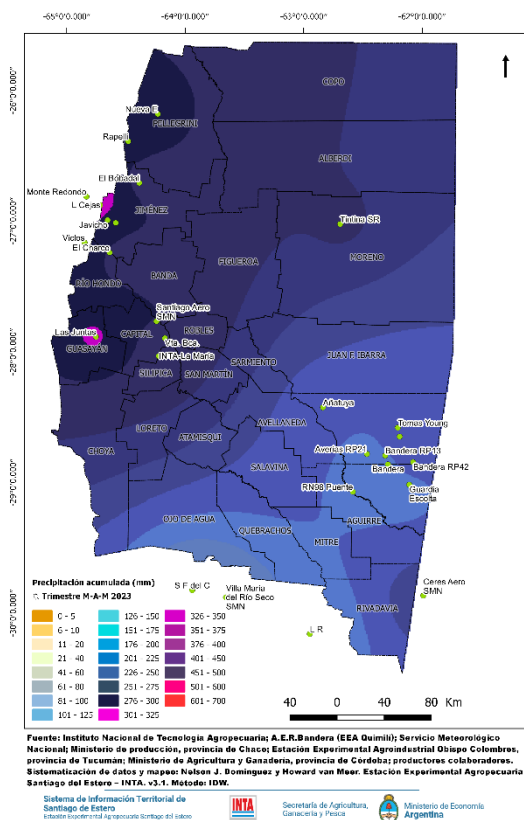 -65°0'0.000" -64°0'0.000" -63°0'0.000" -62°0'0.000"
-26°0'0.000"
-27°0'0.000"
-28°0'0.000"
-29°0'0.000"
-30°0'0.000"
COPO
Nueva E
PELLEGRINI
Rapelli
ALBERDI
El Bobadal
Monte Redondo
L Cejas
JIMÉNEZ
Javicho
Tintina SR
Viclos
El Charco
MORENO
FIGUEROA
BANDA
RÍO HONDO
Santiago Aero
SMN
Las Juntas
CAPITAL
ROBLES
Vta. Bca.
GUASAYÁN
INTA-La María
JUAN F. IBARRA
SARMIENTO
SILIPICA
SAN MARTÍN
Añatuya
LORETO
AVELLANEDA
Tomas Young
ATAMISQUI
CHOYA
Averias RP21
Bandera RP13
SALAVINA
Bandera
Bandera RP42
RN98 Puente
Guardia
Escolta
OJO DE AGUA
AGUIRRE
QUEBRACHOS
MITRE
S F del C
Villa María
del Río Seco
SMN
Ceres Aero
SMN
RIVADAVIA
L R
Precipitación acumulada (mm)
Trimestre M-A-M 2023
0 - 5 126 - 150 326 - 350
6 - 10 151 - 175 351 - 375
11 - 20 176 - 200 376 - 400
21 - 40 201 - 225 401 - 450
41 - 60 226 - 250 451 - 500
61 - 80 251 - 275 501 - 600
81 - 100 276 - 300 601 - 700
101 - 125 301 - 325
40 0 40 80 Km
Fuente: Instituto Nacional de Tecnología Agropecuaria; A.E.R.Bandera (EEA Quimilí); Servicio Meteorológico
Nacional; Ministerio de producción, provincia de Chaco; Estación Experimental Agroindustrial Obispo Colombres,
provincia de Tucumán; Ministerio de Agricultura y Ganadería, provincia de Córdoba; productores colaboradores.
Sistematización de datos y mapeo: Nelson J. Dominguez y Howard van Meer. Estación Experimental Agropecuaria
Santiago del Estero – INTA. v3.1. Método: IDW.
Sistema de Información Territorial de
Santiago de Estero
Estación Experimental Agropecuaria Santiago del Estero
INTA
Secretaría de Agricultura,
Ganadería y Pesca
Ministerio de Economía
Argentina